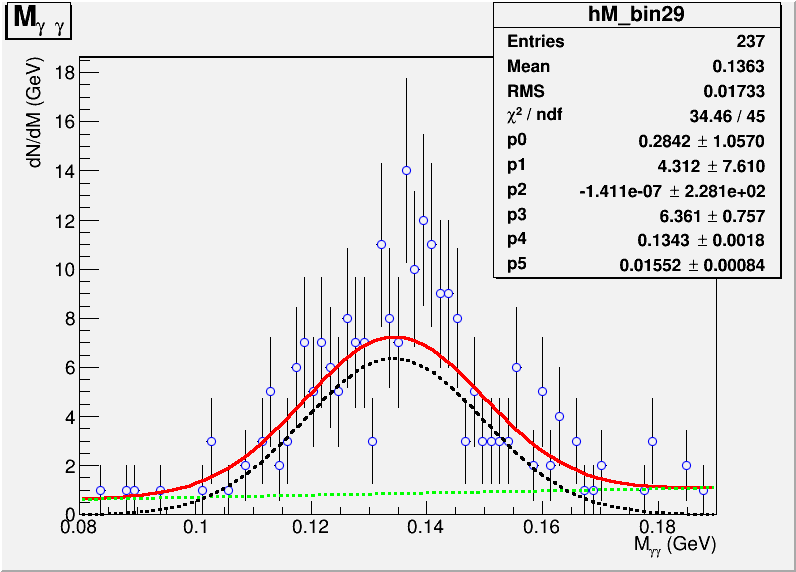 M γ γ
hM_bin29
Entries 237
Mean 0.1363
RMS 0.01733
χ² / ndf 34.46 / 45
p0 0.2842 ± 1.0570
p1 4.312 ± 7.610
p2 -1.411e-07 ± 2.281e+02
p3 6.361 ± 0.757
p4 0.1343 ± 0.0018
p5 0.01552 ± 0.00084
dN/dM (GeV)
18
16
14
12
10
8
6
4
2
0
0.08 0.1 0.12 0.14 0.16 0.18
M γγ (GeV)